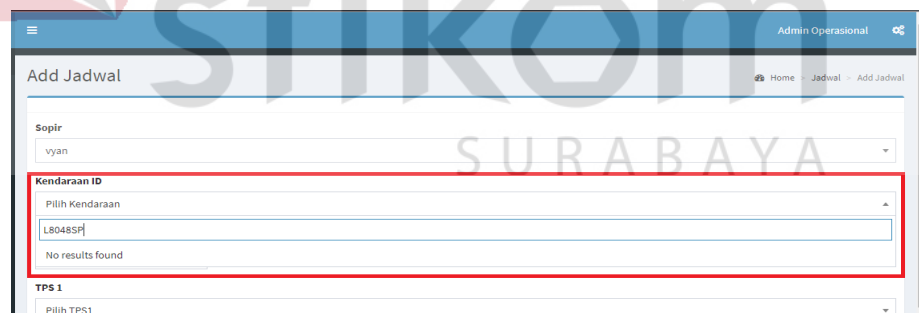 stikom
Admin Operasional
Add Jadwal
Home > Jadwal > Add Jadwal
SURABAYA
Sopir
vyan
Kendaraan ID
Pilih Kendaraan
L8048SP
No results found
TPS 1
Pilih TPS1